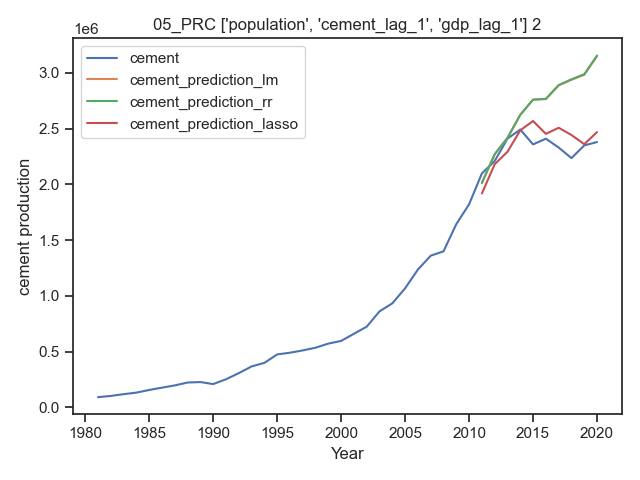 05_PRC ['population', 'cement_lag_1', 'gdp_lag_1'] 2
1e6
cement
cement_prediction_lm
cement_prediction_rr
cement_prediction_lasso
cement production
3.0
2.5
2.0
1.5
1.0
0.5
0.0
1980 1985 1990 1995 2000 2005 2010 2015 2020
Year